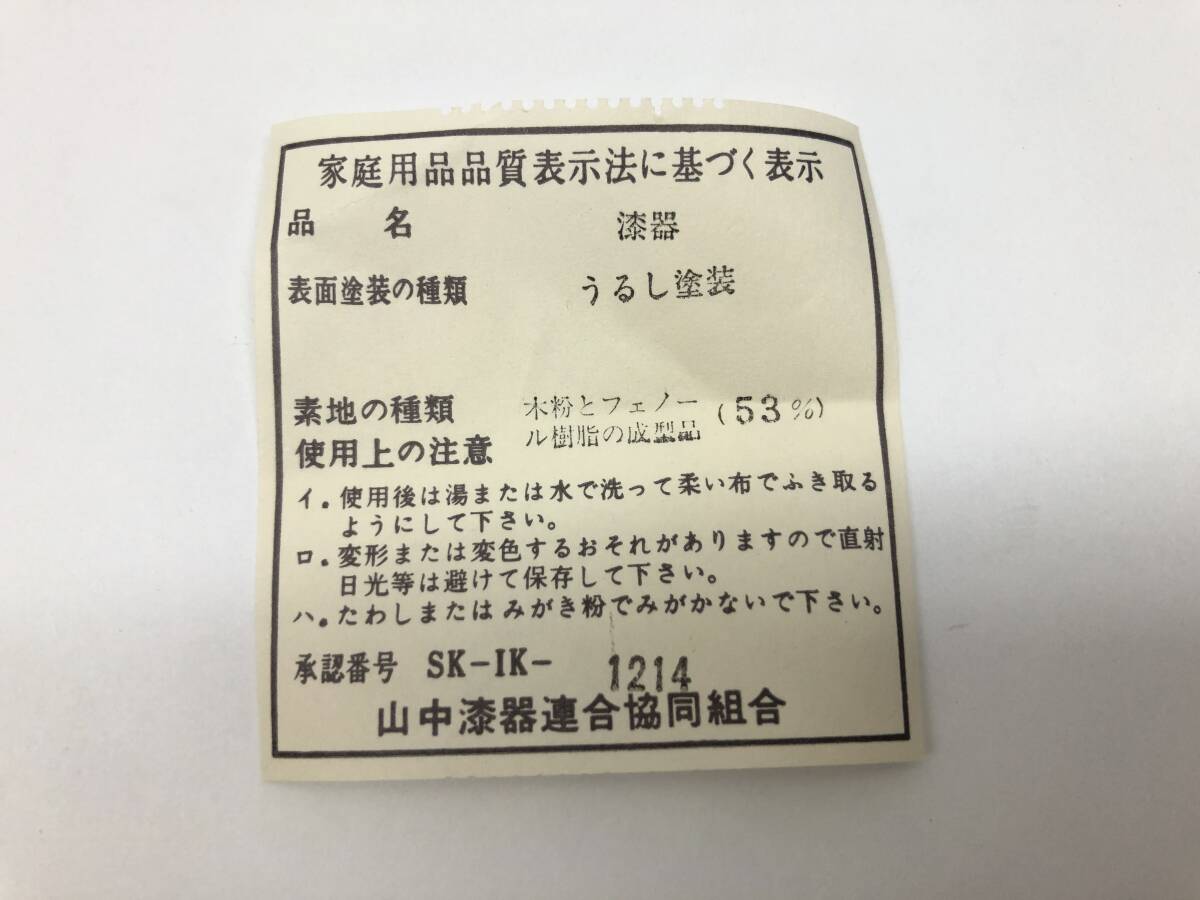 家庭用品品質表示法に基づく表示
品 名 漆器
表面塗装の種類 うるし塗装
素地の種類 木粉とフェノー
ル樹脂の成型品 (53%)
使用上の注意
イ.使用後は湯または水で洗って柔い布でふき取る
ようにして下さい。
ロ.変形または変色するおそれがありますので直射
日光等は避けて保存して下さい。
ハ.たわしまたはみがき粉でみがかないで下さい。
承認番号 SK-IK- 1214
山中漆器連合協同組合